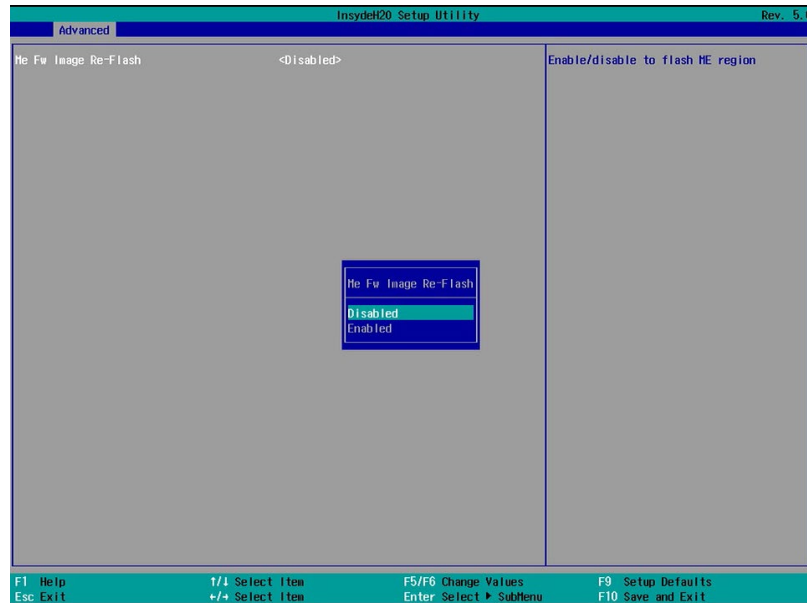 InsydeH20 Setup Utility Rev. 5.
Advanced
Me Fw Image Re-Flash <Disabled>
Enable/disable to flash ME region
Me Fw Image Re-Flash
Disabled
Enabled
F1 Help ↑/↓ Select Item F5/F6 Change Values F9 Setup Defaults
Esc Exit ←/→ Select Item Enter Select ▶ SubMenu F10 Save and Exit